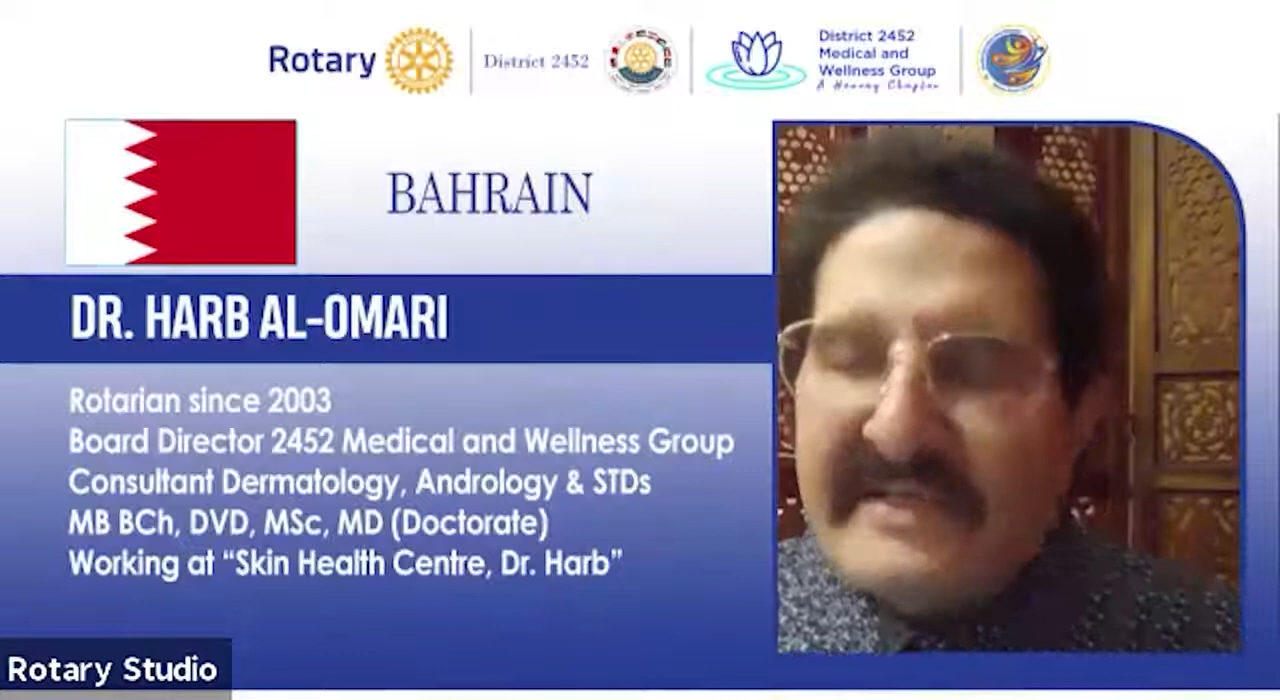 Rotary
District 2452
District 2452
Medical and
Wellness Group
BAHRAIN
DR. HARB AL-OMARI
Rotarian since 2003
Board Director 2452 Medical and Wellness Group
Consultant Dermatology, Andrology & STDs
MB BCh, DVD, MSc, MD (Doctorate)
Working at “Skin Health Centre, Dr. Harb”
Rotary Studio